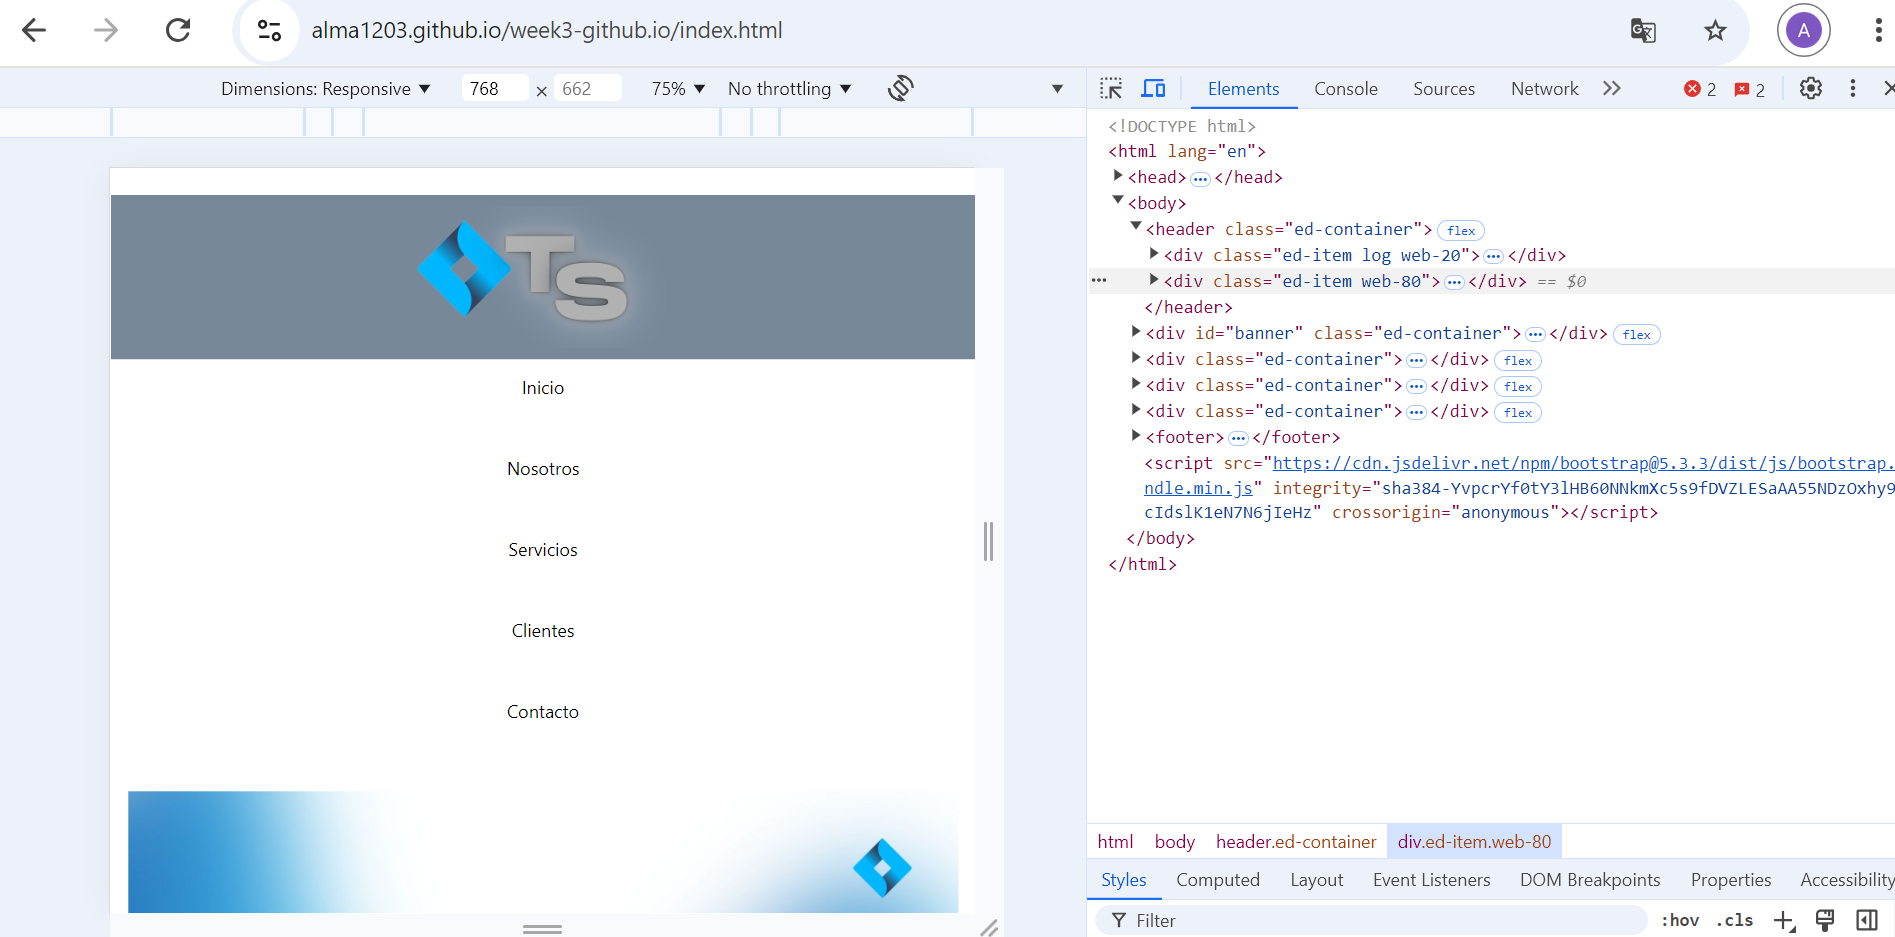 alma1203.github.io/week3-github.io/index.html
A
Dimensions: Responsive 768 × 662 75% No throttling
Elements Console Sources Network 2 2
TS
Inicio
Nosotros
Servicios
Clientes
Contacto
<!DOCTYPE html>
<html lang="en">
<head> ••• </head>
<body>
<header class="ed-container"> flex
<div class="ed-item log web-20"> ••• </div>
••• <div class="ed-item web-80"> ••• </div> == $0
</header>
<div id="banner" class="ed-container"> ••• </div> flex
<div class="ed-container"> ••• </div> flex
<div class="ed-container"> ••• </div> flex
<div class="ed-container"> ••• </div> flex
<footer> ••• </footer>
<script src="https://cdn.jsdelivr.net/npm/bootstrap@5.3.3/dist/js/bootstrap.
ndle.min.js" integrity="sha384-YvpcrYf0tY3lHB60NNkmXc5s9fDVZLESaAA55NDzOxhy9
cIdslK1eN7N6jIeHz" crossorigin="anonymous"></script>
</body>
</html>
html body header.ed-container div.ed-item.web-80
Styles Computed Layout Event Listeners DOM Breakpoints Properties Accessibility
Filter :hov .cls